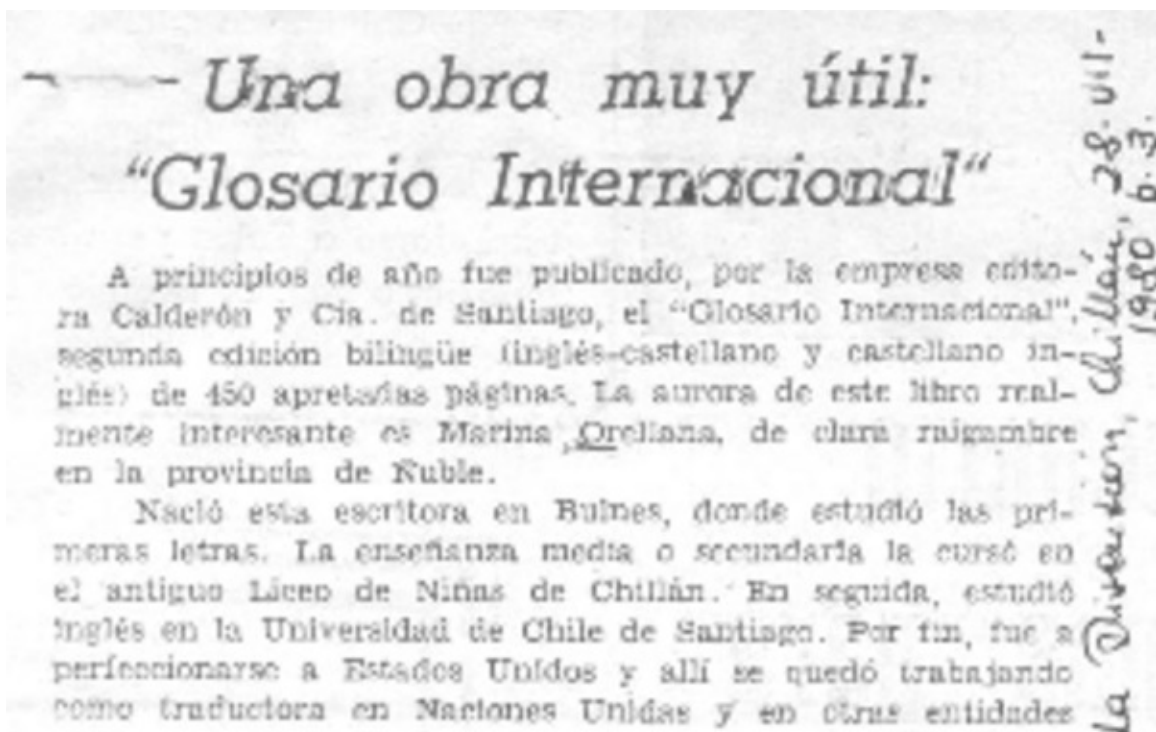 Una obra muy útil:
“Glosario Internacional“
A principios de año fue publicado, por la empresa edito-
ra Calderón y Cía. de Santiago, el “Glosario Internacional”,
segunda edición bilingüe (inglés-castellano y castellano in-
glés) de 450 apretadas páginas. La aurora de este libro real-
mente interesante es Marina Orellana, de clara raigambre
en la provincia de Ñuble.
Nació esta escritora en Bulnes, donde estudió las pri-
meras letras. La enseñanza media o secundaria la cursó en
el antiguo Liceo de Niñas de Chillán. En seguida, estudió
inglés en la Universidad de Chile de Santiago. Por fin, fue a
perfeccionarse a Estados Unidos y allí se quedó trabajando
como traductora en Naciones Unidas y en otras entidades
La Discusión, Chillán, 28-VII-
1980 p.3.